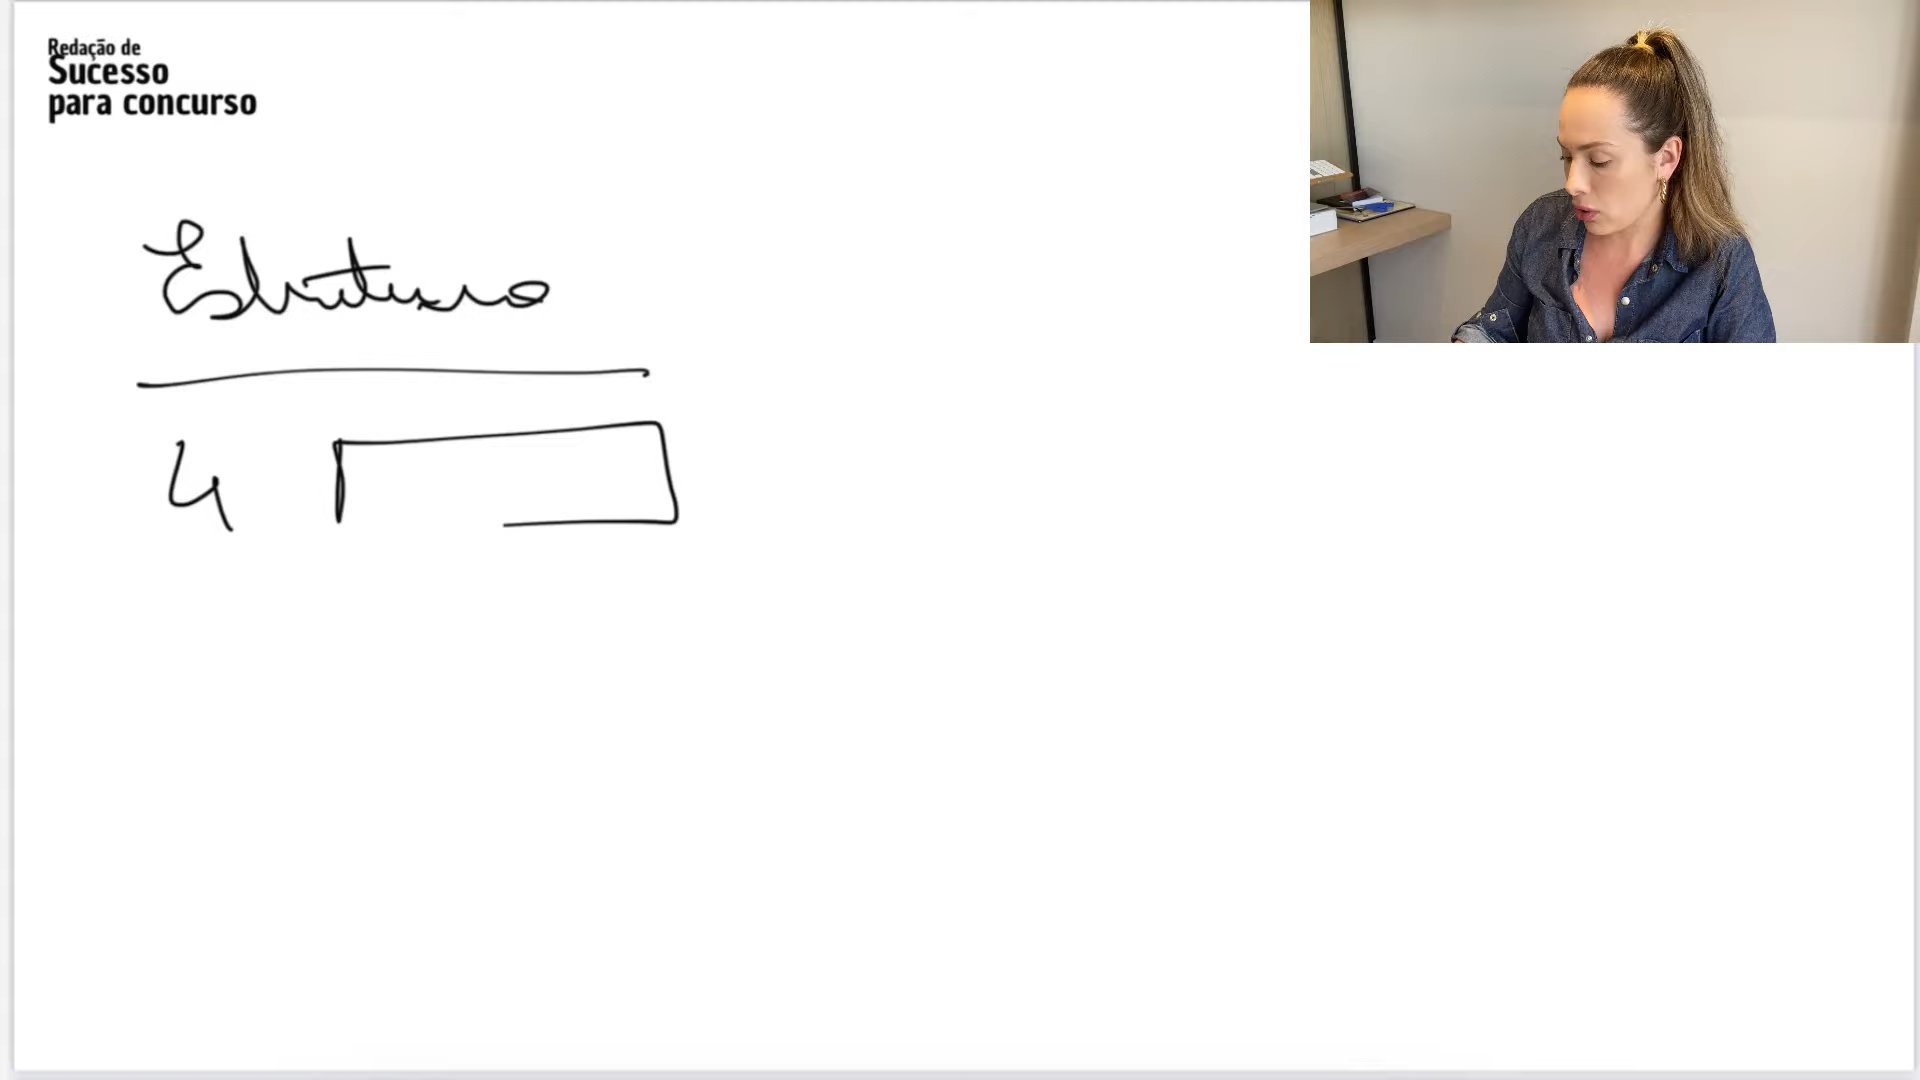 Redação de
Sucesso
para concurso
Estrutura
4